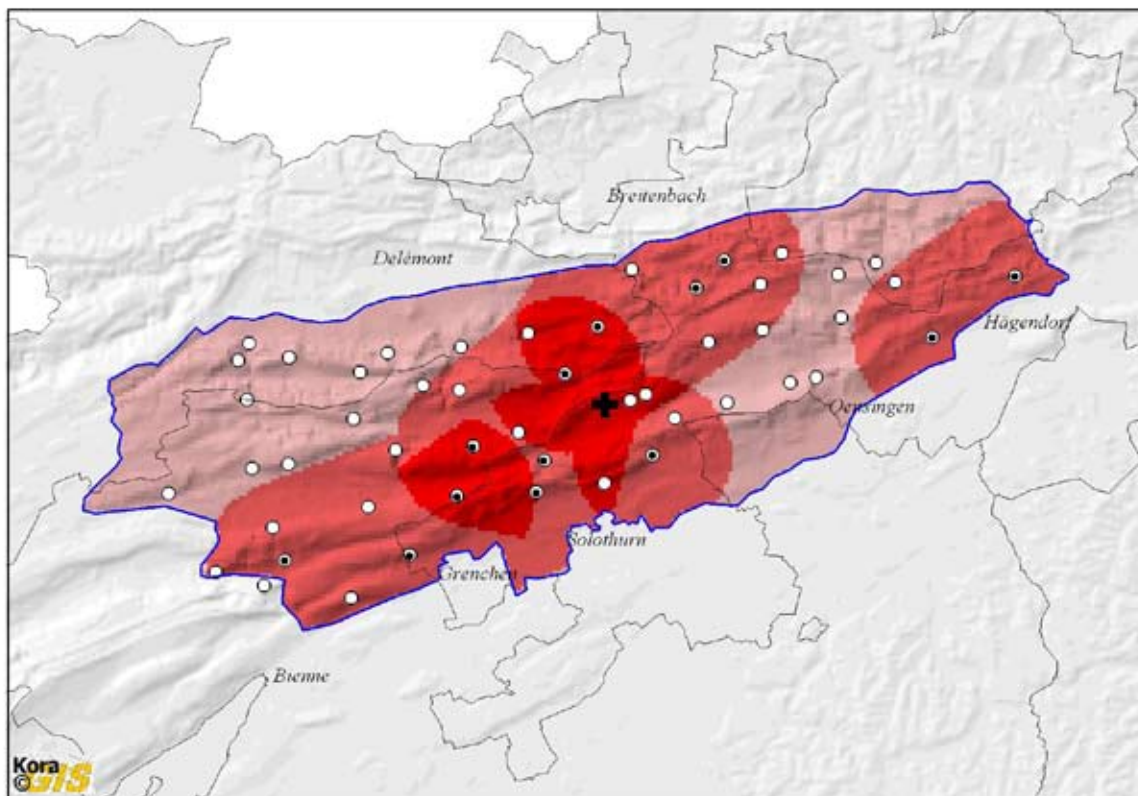 Breitenbach
Delémont
Hägendorf
Oensingen
Solothurn
Grenchen
Bienne
Kora
© GIS